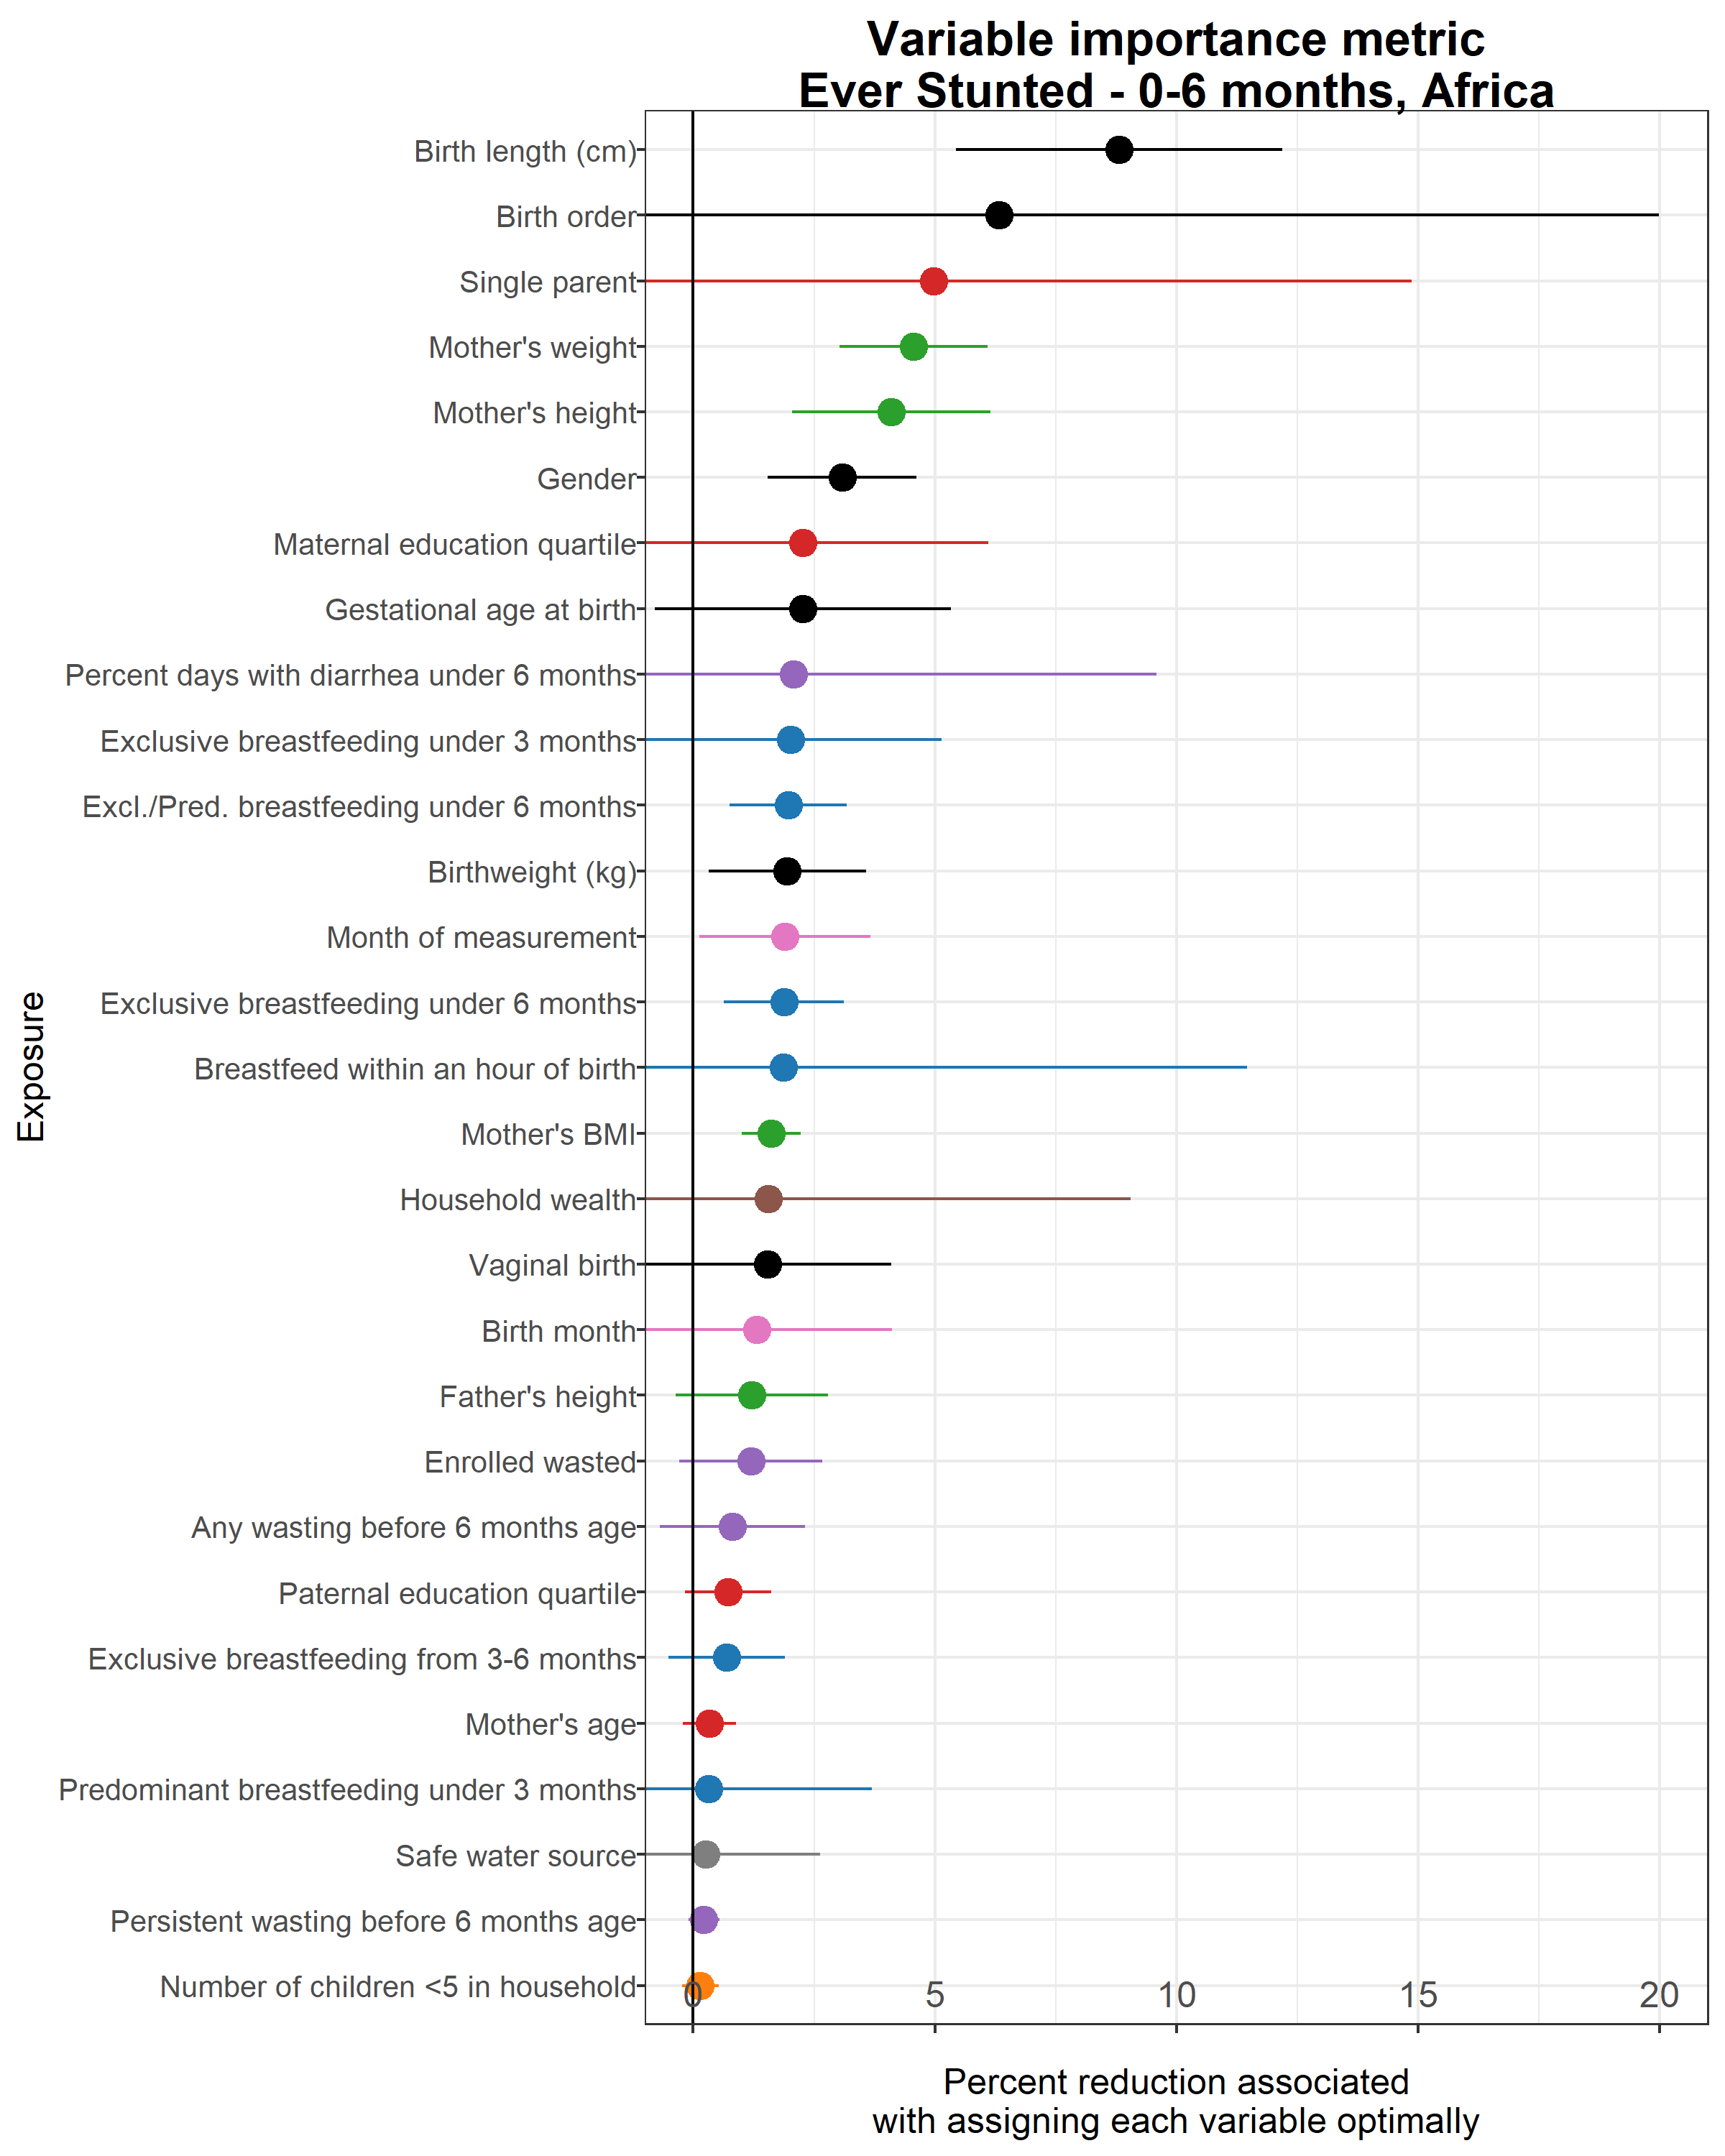 Variable importance metric
Ever Stunted - 0-6 months, Africa
Birth length (cm)
Birth order
Single parent
Mother's weight
Mother's height
Gender
Maternal education quartile
Gestational age at birth
Percent days with diarrhea under 6 months
Exclusive breastfeeding under 3 months
Excl./Pred. breastfeeding under 6 months
Birthweight (kg)
Month of measurement
Exclusive breastfeeding under 6 months
Breastfeed within an hour of birth
Mother's BMI
Household wealth
Vaginal birth
Birth month
Father's height
Enrolled wasted
Any wasting before 6 months age
Paternal education quartile
Exclusive breastfeeding from 3-6 months
Mother's age
Predominant breastfeeding under 3 months
Safe water source
Persistent wasting before 6 months age
Number of children <5 in household
Exposure
0 5 10 15 20
Percent reduction associated
with assigning each variable optimally